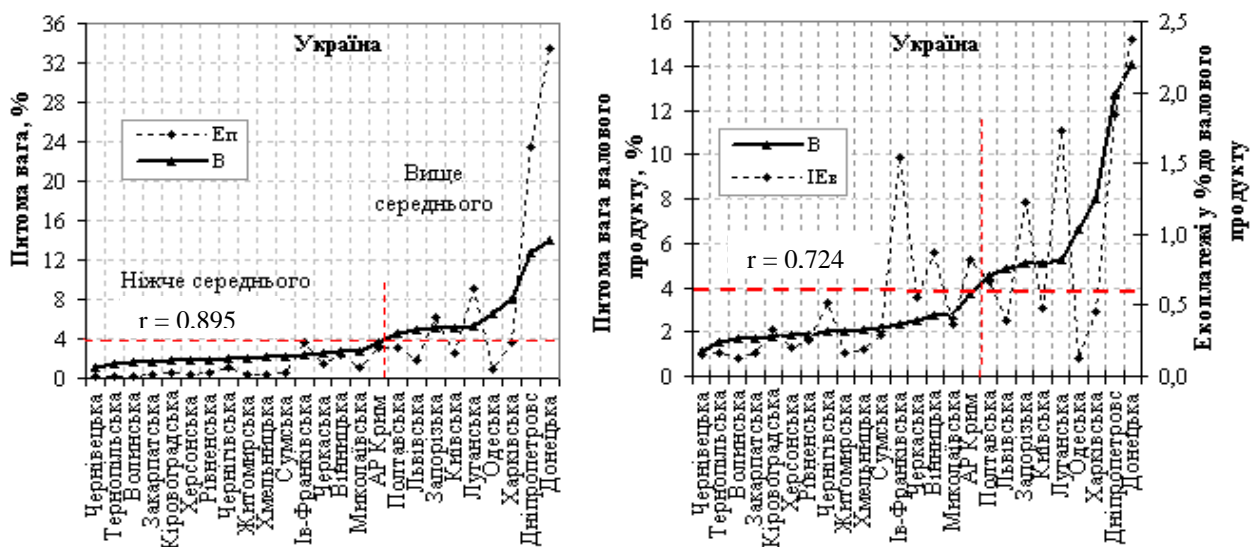 Україна
Питома вага, %
36
32
28
24
20
16
12
8
4
0
Еп
В
Вище
середнього
Ніжче середнього
r = 0.895
Чернівецька
Тернопільська
Волинська
Закарпатська
Кіровоградська
Херсонська
Рівненська
Чернігівська
Житомирська
Хмельницька
Сумська
Ів-Франківська
Черкаська
Вінницька
Миколаївська
АР Крим
Полтавська
Львівська
Запорізька
Київська
Луганська
Одеська
Харківська
Дніпропетровс
Донецька
Україна
Питома вага валового
продукту, %
16
14
12
10
8
6
4
2
0
В
ІЕв
r = 0.724
2,5
2,0
1,5
1,0
0,5
0,0
Екоплатежі у % до валового
продукту
Чернівецька
Тернопільська
Волинська
Закарпатська
Кіровоградська
Херсонська
Рівненська
Чернігівська
Житомирська
Хмельницька
Сумська
Ів-Франківська
Черкаська
Вінницька
Миколаївська
АР Крим
Полтавська
Львівська
Запорізька
Київська
Луганська
Одеська
Харківська
Дніпропетровс
Донецька